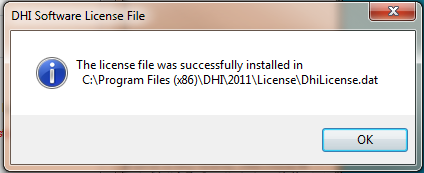 DHI Software License File
The license file was successfully installed in
C:\Program Files (x86)\DHI\2011\License\DhiLicense.dat
OK